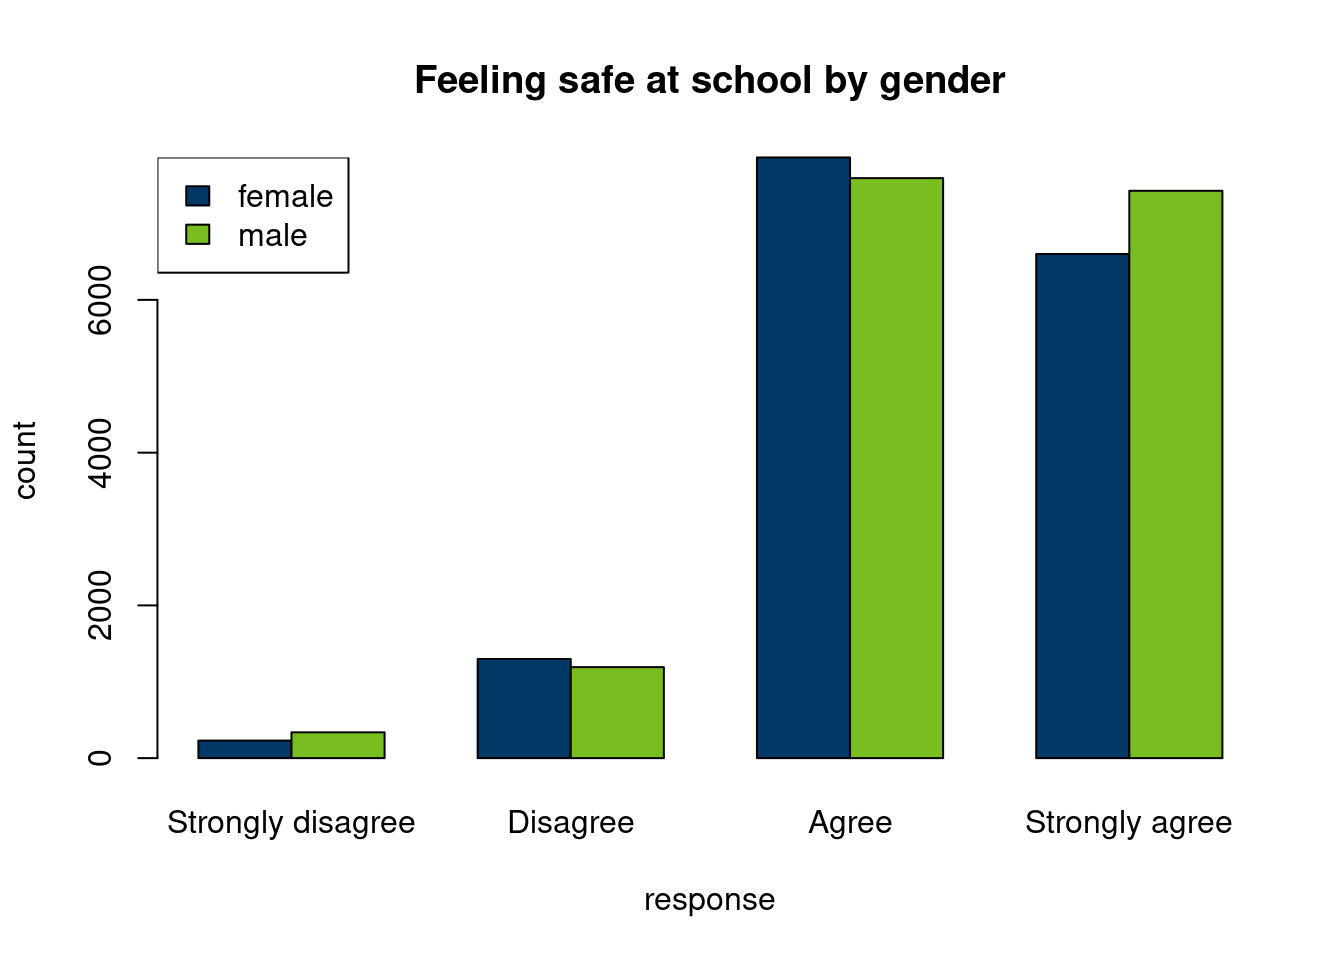 Feeling safe at school by gender
female
male
6000
4000
2000
0
count
Strongly disagree
Disagree
Agree
Strongly agree
response